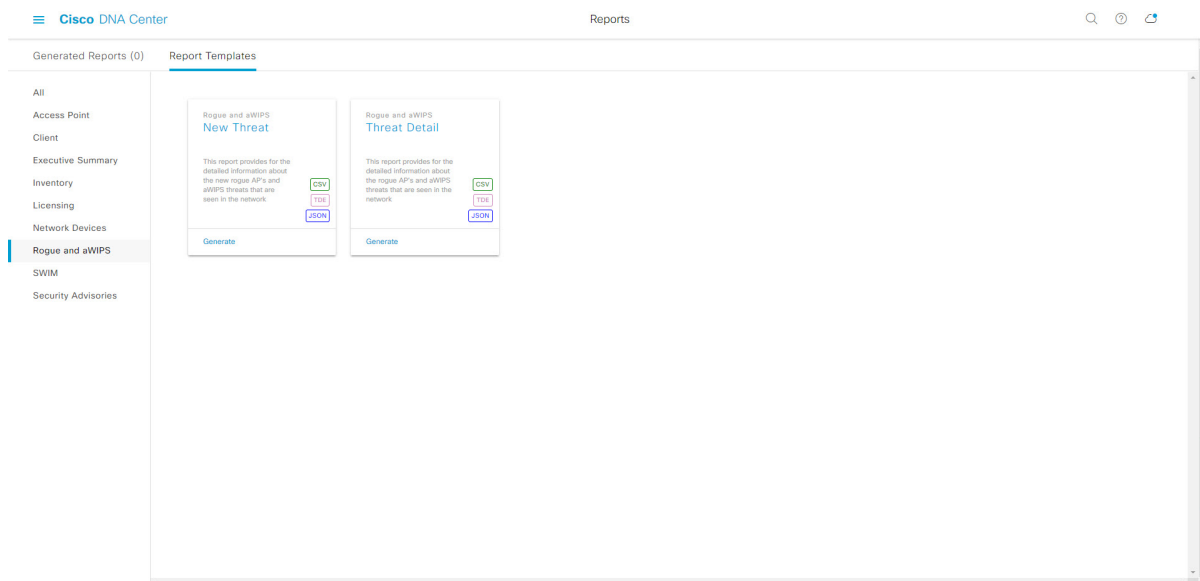 Cisco DNA Center
Reports
Generated Reports (0)
Report Templates
All
Access Point
Client
Executive Summary
Inventory
Licensing
Network Devices
Rogue and aWIPS
SWIM
Security Advisories
Rogue and aWIPS
New Threat
This report provides for the
detailed information about
the new rogue AP's and
aWIPS threats that are
seen in the network
CSV
TDE
JSON
Generate
Rogue and aWIPS
Threat Detail
This report provides for the
detailed information about
the rogue AP's and aWIPS
threats that are seen in the
network
CSV
TDE
JSON
Generate